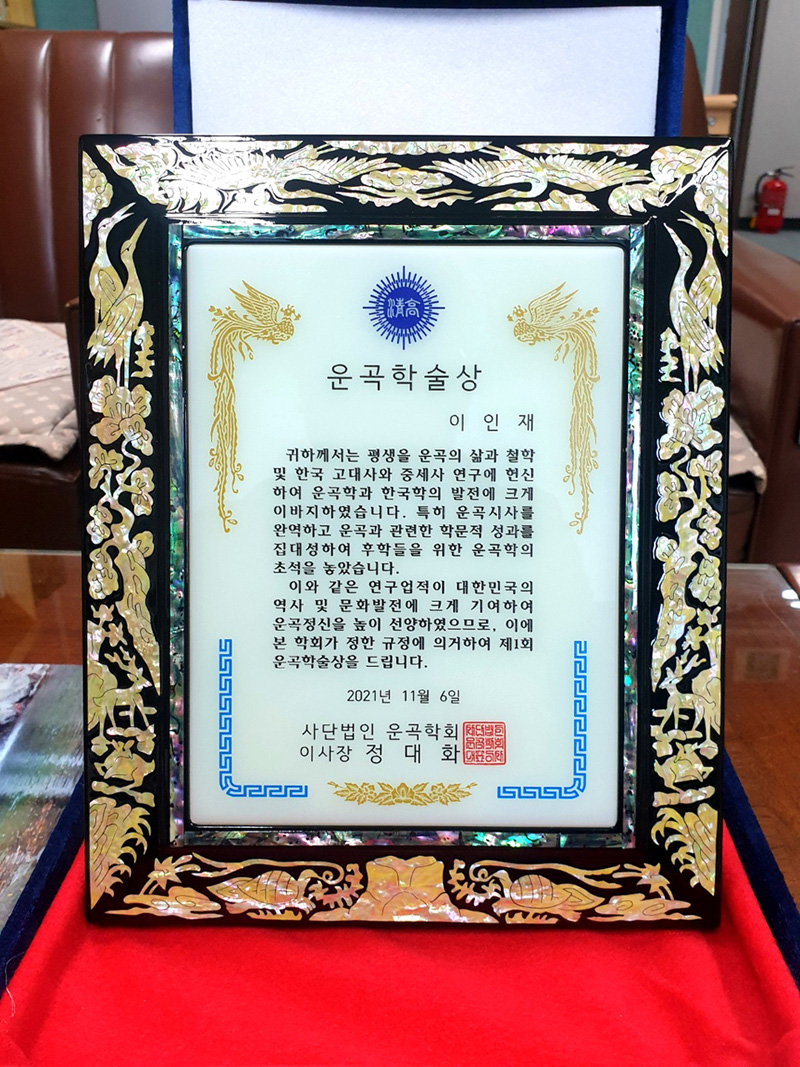 清高
운곡학술상
이 인 재
귀하께서는 평생을 운곡의 삶과 철학
및 한국 고대사와 중세사 연구에 헌신
하여 운곡학과 한국학의 발전에 크게
이바지하였습니다. 특히 운곡시사를
완역하고 운곡과 관련한 학문적 성과를
집대성하여 후학들을 위한 운곡학의
초석을 놓았습니다.
이와 같은 연구업적이 대한민국의
역사 및 문화발전에 크게 기여하여
운곡정신을 높이 선양하였으므로, 이에
본 학회가 정한 규정에 의거하여 제1회
운곡학술상을 드립니다.
2021년 11월 6일
사단법인 운곡학회
이사장 정 대 화